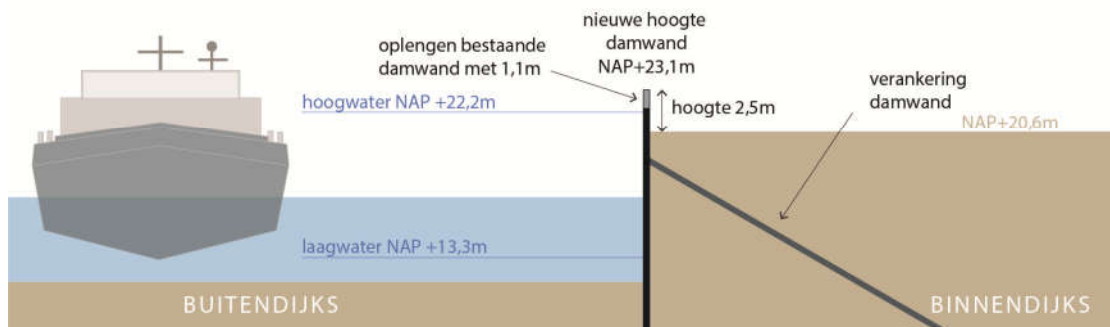 nieuwe hoogte
damwand
NAP+23,1m
oplengen bestaande
damwand met 1,1m
verankering
damwand
hoogwater NAP +22,2m
hoogte 2,5m
NAP+20,6m
laagwater NAP +13,3m
BUITENDIJKS
BINNENDIJKS